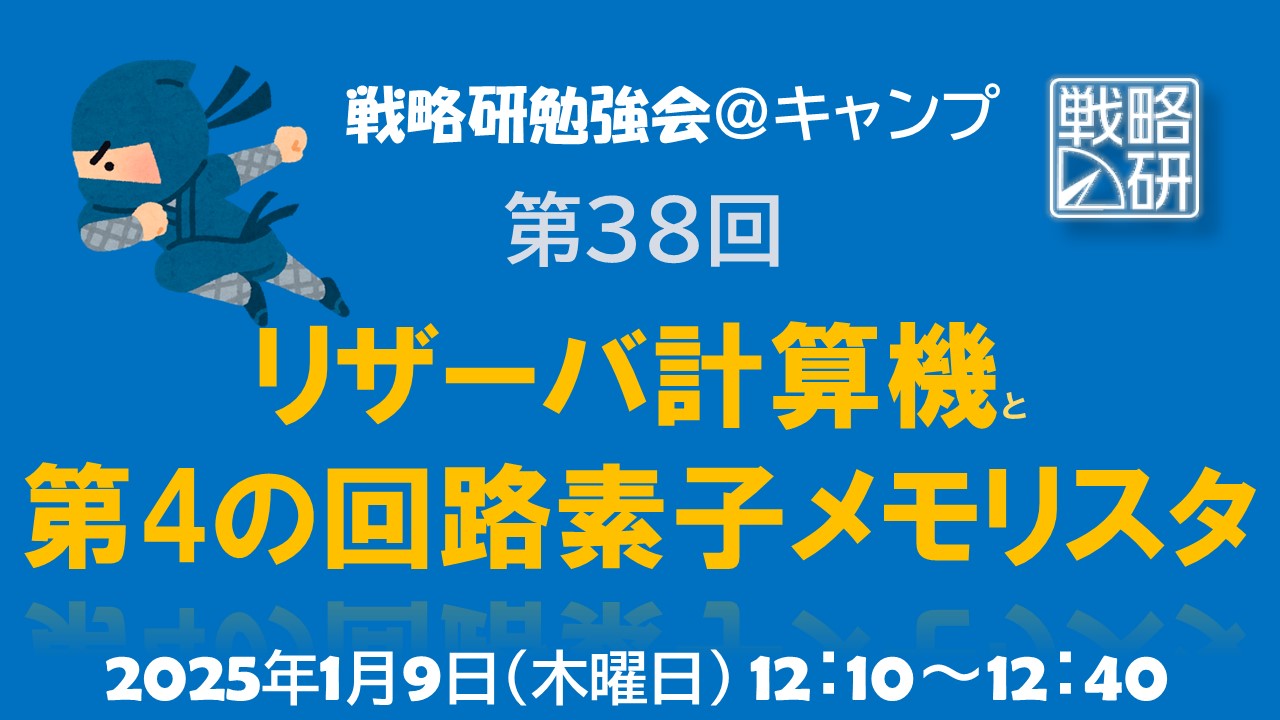 戦略研勉強会@キャンプ
戦略
研
第38回
リザーバ計算機と
第4の回路素子メモリスタ
2025年1月9日（木曜日）12：10～12：40